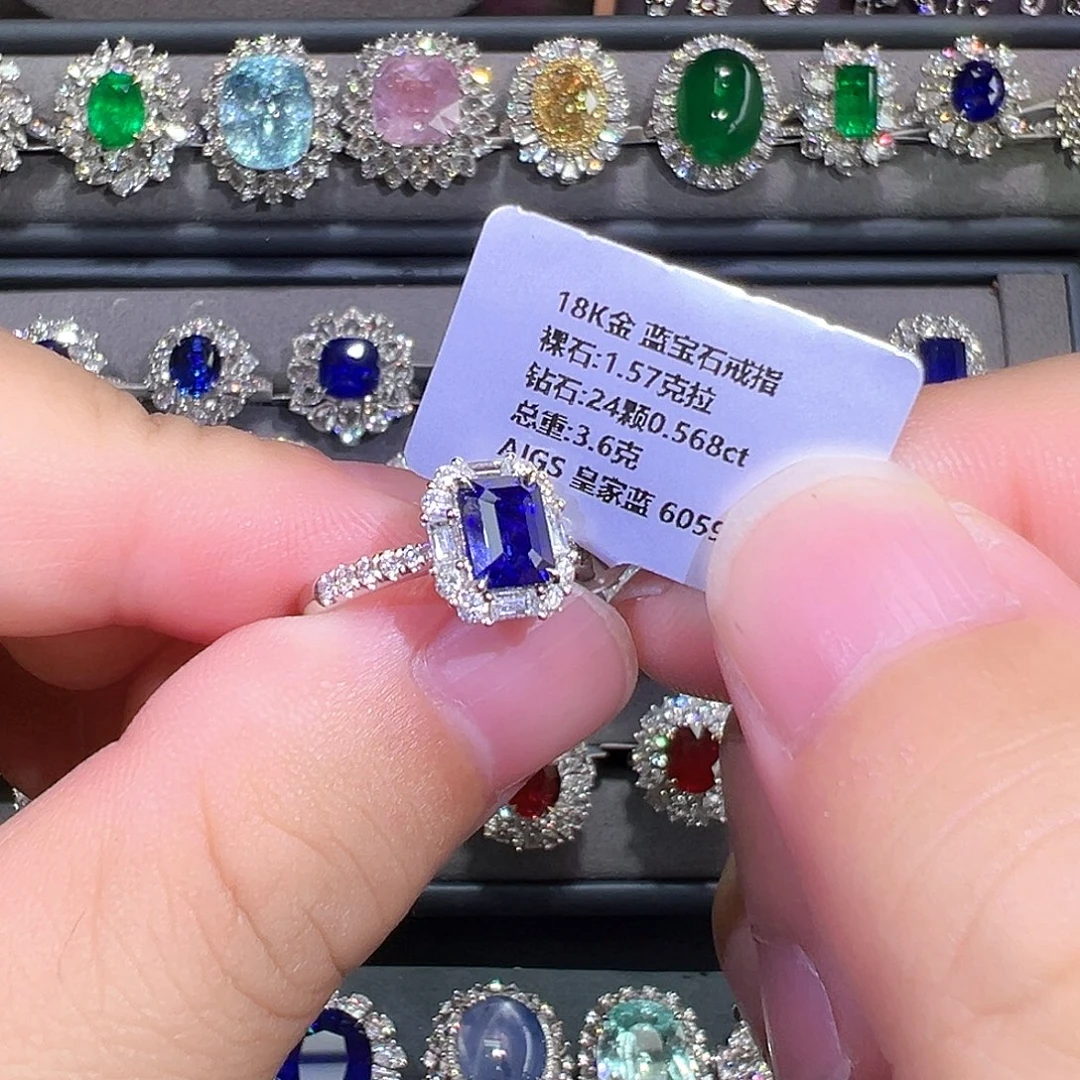 18K金 蓝宝石戒指
裸石:1.57克拉
钻石:24颗0.568ct
总重:3.6克
AIGS 皇家蓝 6059